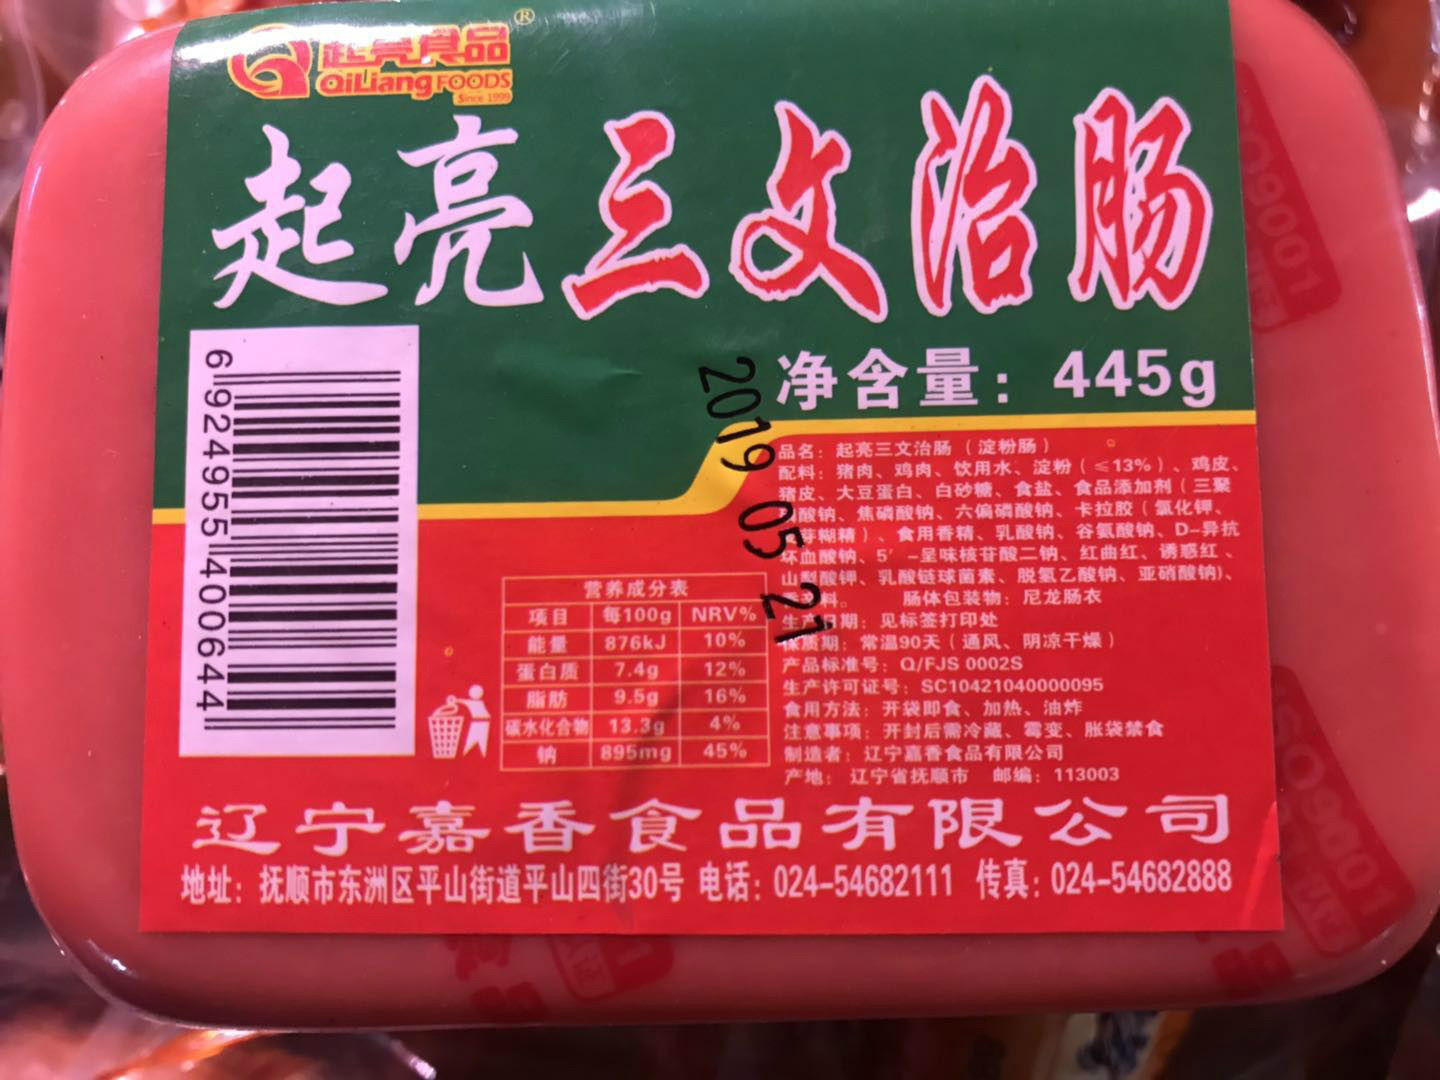 起亮食品®
QiLiang FOODS
Since 1999
起亮三文治肠
净含量：445g
6 924955 400644
2019 05 21
品名：起亮三文治肠（淀粉肠）
配料：猪肉、鸡肉、饮用水、淀粉（≤13%）、鸡皮、
猪皮、大豆蛋白、白砂糖、食盐、食品添加剂（三聚
酸钠、焦磷酸钠、六偏磷酸钠、卡拉胶（氯化钾、
芽糊精）、食用香精、乳酸钠、谷氨酸钠、D-异抗
坏血酸钠、5′-呈味核苷酸二钠、红曲红、诱惑红、
山梨酸钾、乳酸链球菌素、脱氢乙酸钠、亚硝酸钠)、
料。 肠体包装物：尼龙肠衣
生产日期：见标签打印处
保质期：常温90天（通风、阴凉干燥）
产品标准号：Q/FJS 0002S
生产许可证号：SC10421040000095
食用方法：开袋即食、加热、油炸
注意事项：开封后需冷藏、霉变、胀袋禁食
制造者：辽宁嘉香食品有限公司
产地：辽宁省抚顺市 邮编：113003
营养成分表
项目 每100g NRV%
能量 876kJ 10%
蛋白质 7.4g 12%
脂肪 9.5g 16%
碳水化合物 13.3g 4%
钠 895mg 45%
辽宁嘉香食品有限公司
地址：抚顺市东洲区平山街道平山四街30号 电话：024-54682111 传真：024-54682888
ISO9001
ISO9001